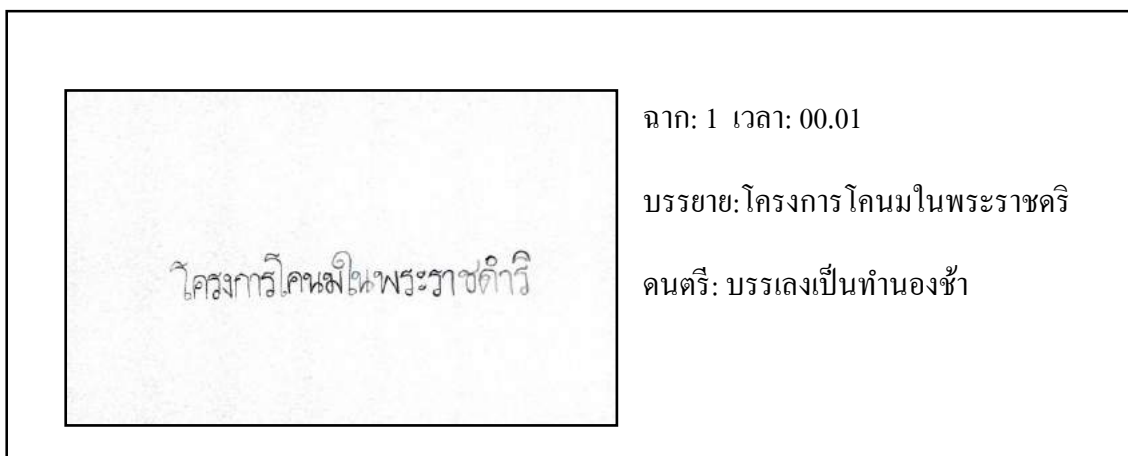 โครงการโคนมในพระราชดำริ
ฉาก: 1 เวลา: 00.01
บรรยาย:โครงการโคนมในพระราชดริ
ดนตรี: บรรเลงเป็นทำนองช้า